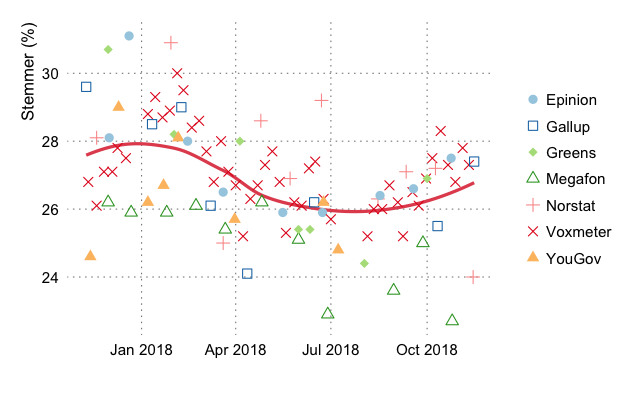 Stemmer (%)
30
28
26
24
Jan 2018
Apr 2018
Jul 2018
Oct 2018
Epinion
Gallup
Greens
Megafon
Norstat
Voxmeter
YouGov